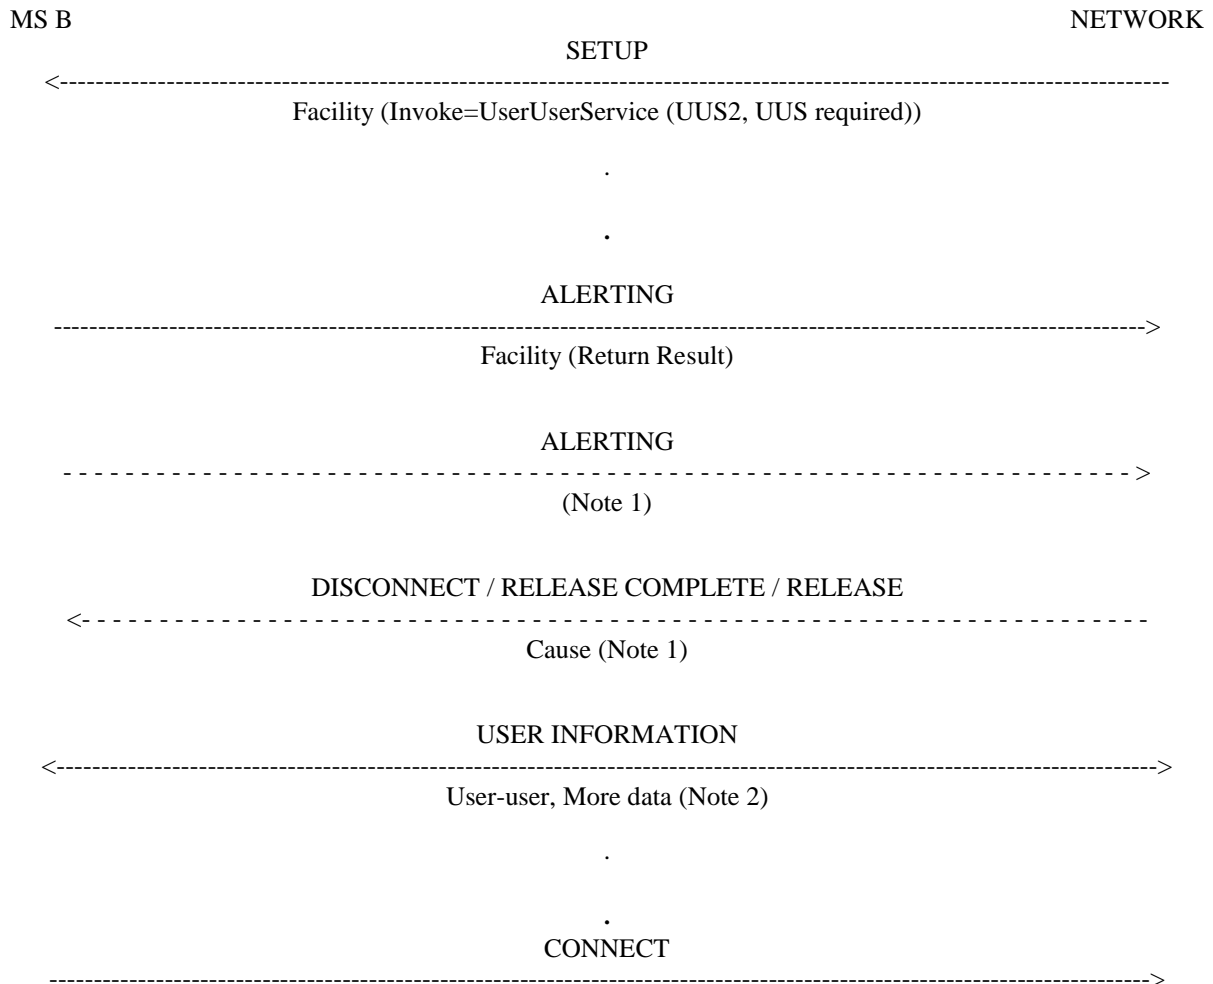 MS B NETWORK
SETUP
<------------------------------------------------------------------------------------------------------------------------------
Facility (Invoke=UserUserService (UUS2, UUS required))
.
.
ALERTING
---------------------------------------------------------------------------------------------------------------------------->
Facility (Return Result)
ALERTING
- - - - - - - - - - - - - - - - - - - - - - - - - - - - - - - - - - - - - - - - - - - - - - - - - - - - - - - - - - - - - - - - - - - - - - >
(Note 1)
DISCONNECT / RELEASE COMPLETE / RELEASE
<- - - - - - - - - - - - - - - - - - - - - - - - - - - - - - - - - - - - - - - - - - - - - - - - - - - - - - - - - - - - - - - - - - - - - -
Cause (Note 1)
USER INFORMATION
<---------------------------------------------------------------------------------------------------------------------------->
User-user, More data (Note 2)
.
.
CONNECT
----------------------------------------------------------------------------------------------------------------------------->